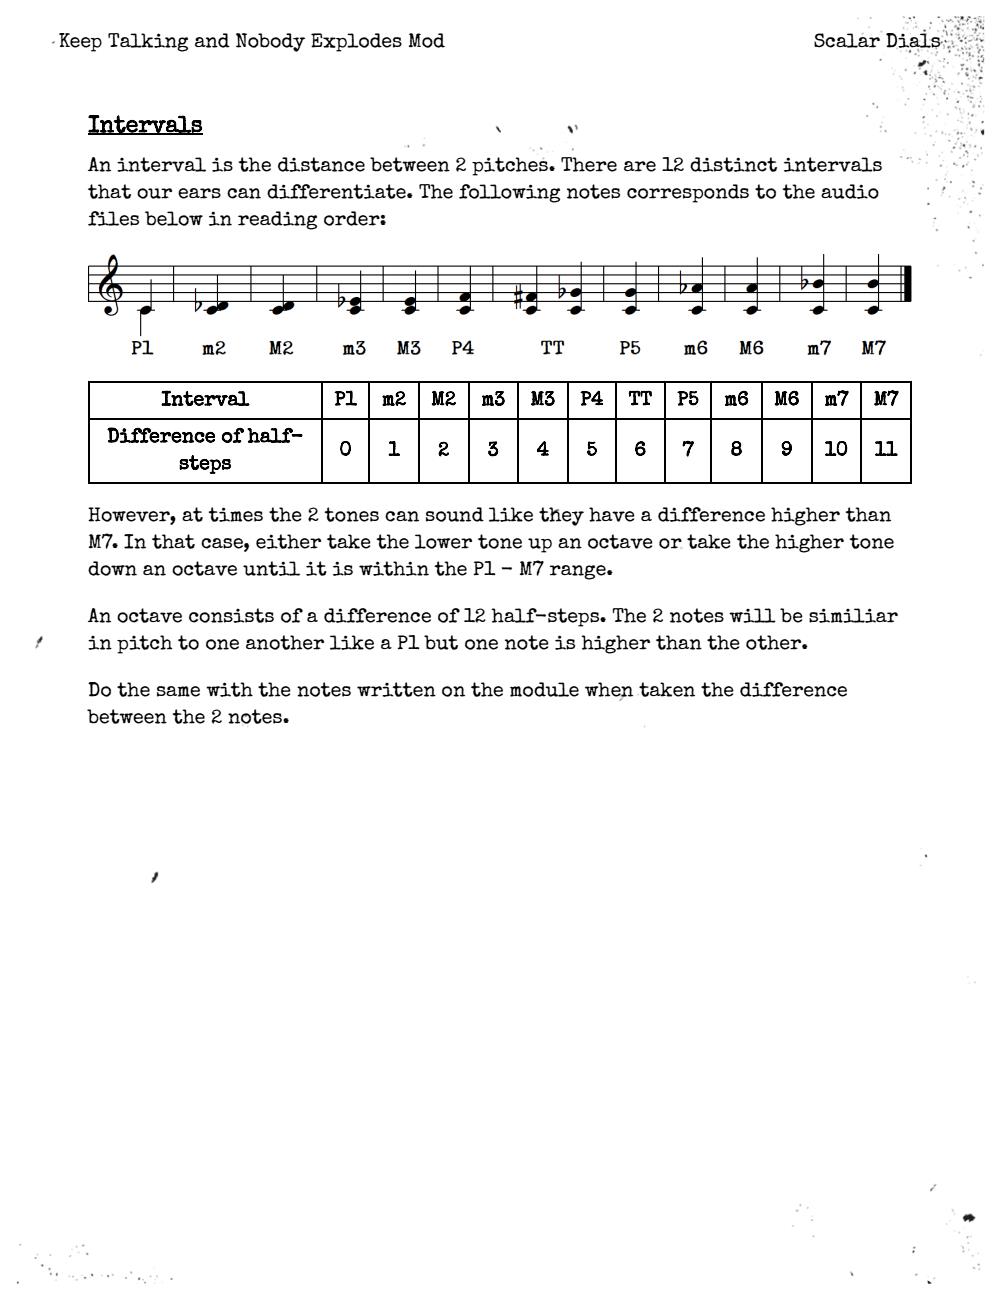 Keep Talking and Nobody Explodes Mod
Scalar Dials
Intervals
An interval is the distance between 2 pitches. There are 12 distinct intervals
that our ears can differentiate. The following notes corresponds to the audio
files below in reading order:
P1 m2 M2 m3 M3 P4 TT P5 m6 M6 m7 M7
Interval P1 m2 M2 m3 M3 P4 TT P5 m6 M6 m7 M7
Difference of half-
steps
0 1 2 3 4 5 6 7 8 9 10 11
However, at times the 2 tones can sound like they have a difference higher than
M7. In that case, either take the lower tone up an octave or take the higher tone
down an octave until it is within the P1 - M7 range.
An octave consists of a difference of 12 half-steps. The 2 notes will be similiar
in pitch to one another like a P1 but one note is higher than the other.
Do the same with the notes written on the module when taken the difference
between the 2 notes.